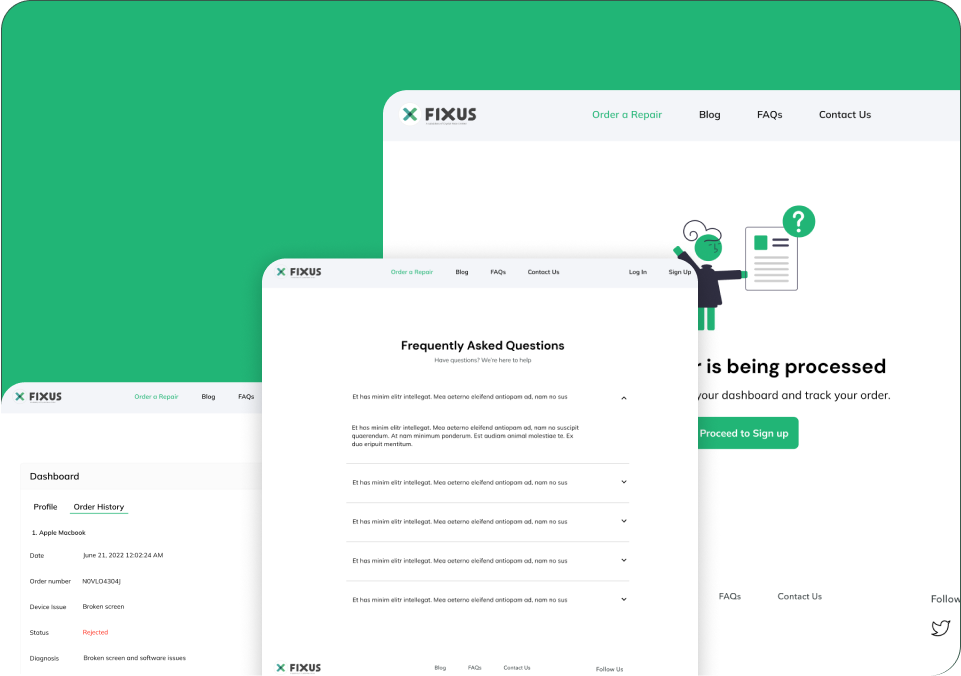 FIXUS
Order a Repair
Blog
FAQs
Contact Us
?
r is being processed
your dashboard and track your order.
Proceed to Sign up
FAQs
Contact Us
Follow
FIXUS
Order a Repair
Blog
FAQs
Contact Us
Log In
Sign Up
Frequently Asked Questions
Have questions? We're here to help
Et has minim elitr intellegat. Mea aeterno eleifend antiopam ad, nam no sus
Et has minim elitr intellegat. Mea aeterno eleifend antiopam ad, nam no suscipit
quaerendum. At nam minimum ponderum. Est audiam animal molestiae te. Ex
duo eripuit mentitum.
Et has minim elitr intellegat. Mea aeterno eleifend antiopam ad, nam no sus
Et has minim elitr intellegat. Mea aeterno eleifend antiopam ad, nam no sus
Et has minim elitr intellegat. Mea aeterno eleifend antiopam ad, nam no sus
Et has minim elitr intellegat. Mea aeterno eleifend antiopam ad, nam no sus
FIXUS
Blog
FAQs
Contact Us
Follow Us
FIXUS
Order a Repair
Blog
FAQs
Dashboard
Profile
Order History
1. Apple Macbook
Date
June 21, 2022 12:02:24 AM
Order number
N0VLO4304J
Device Issue
Broken screen
Status
Rejected
Diagnosis
Broken screen and software issues